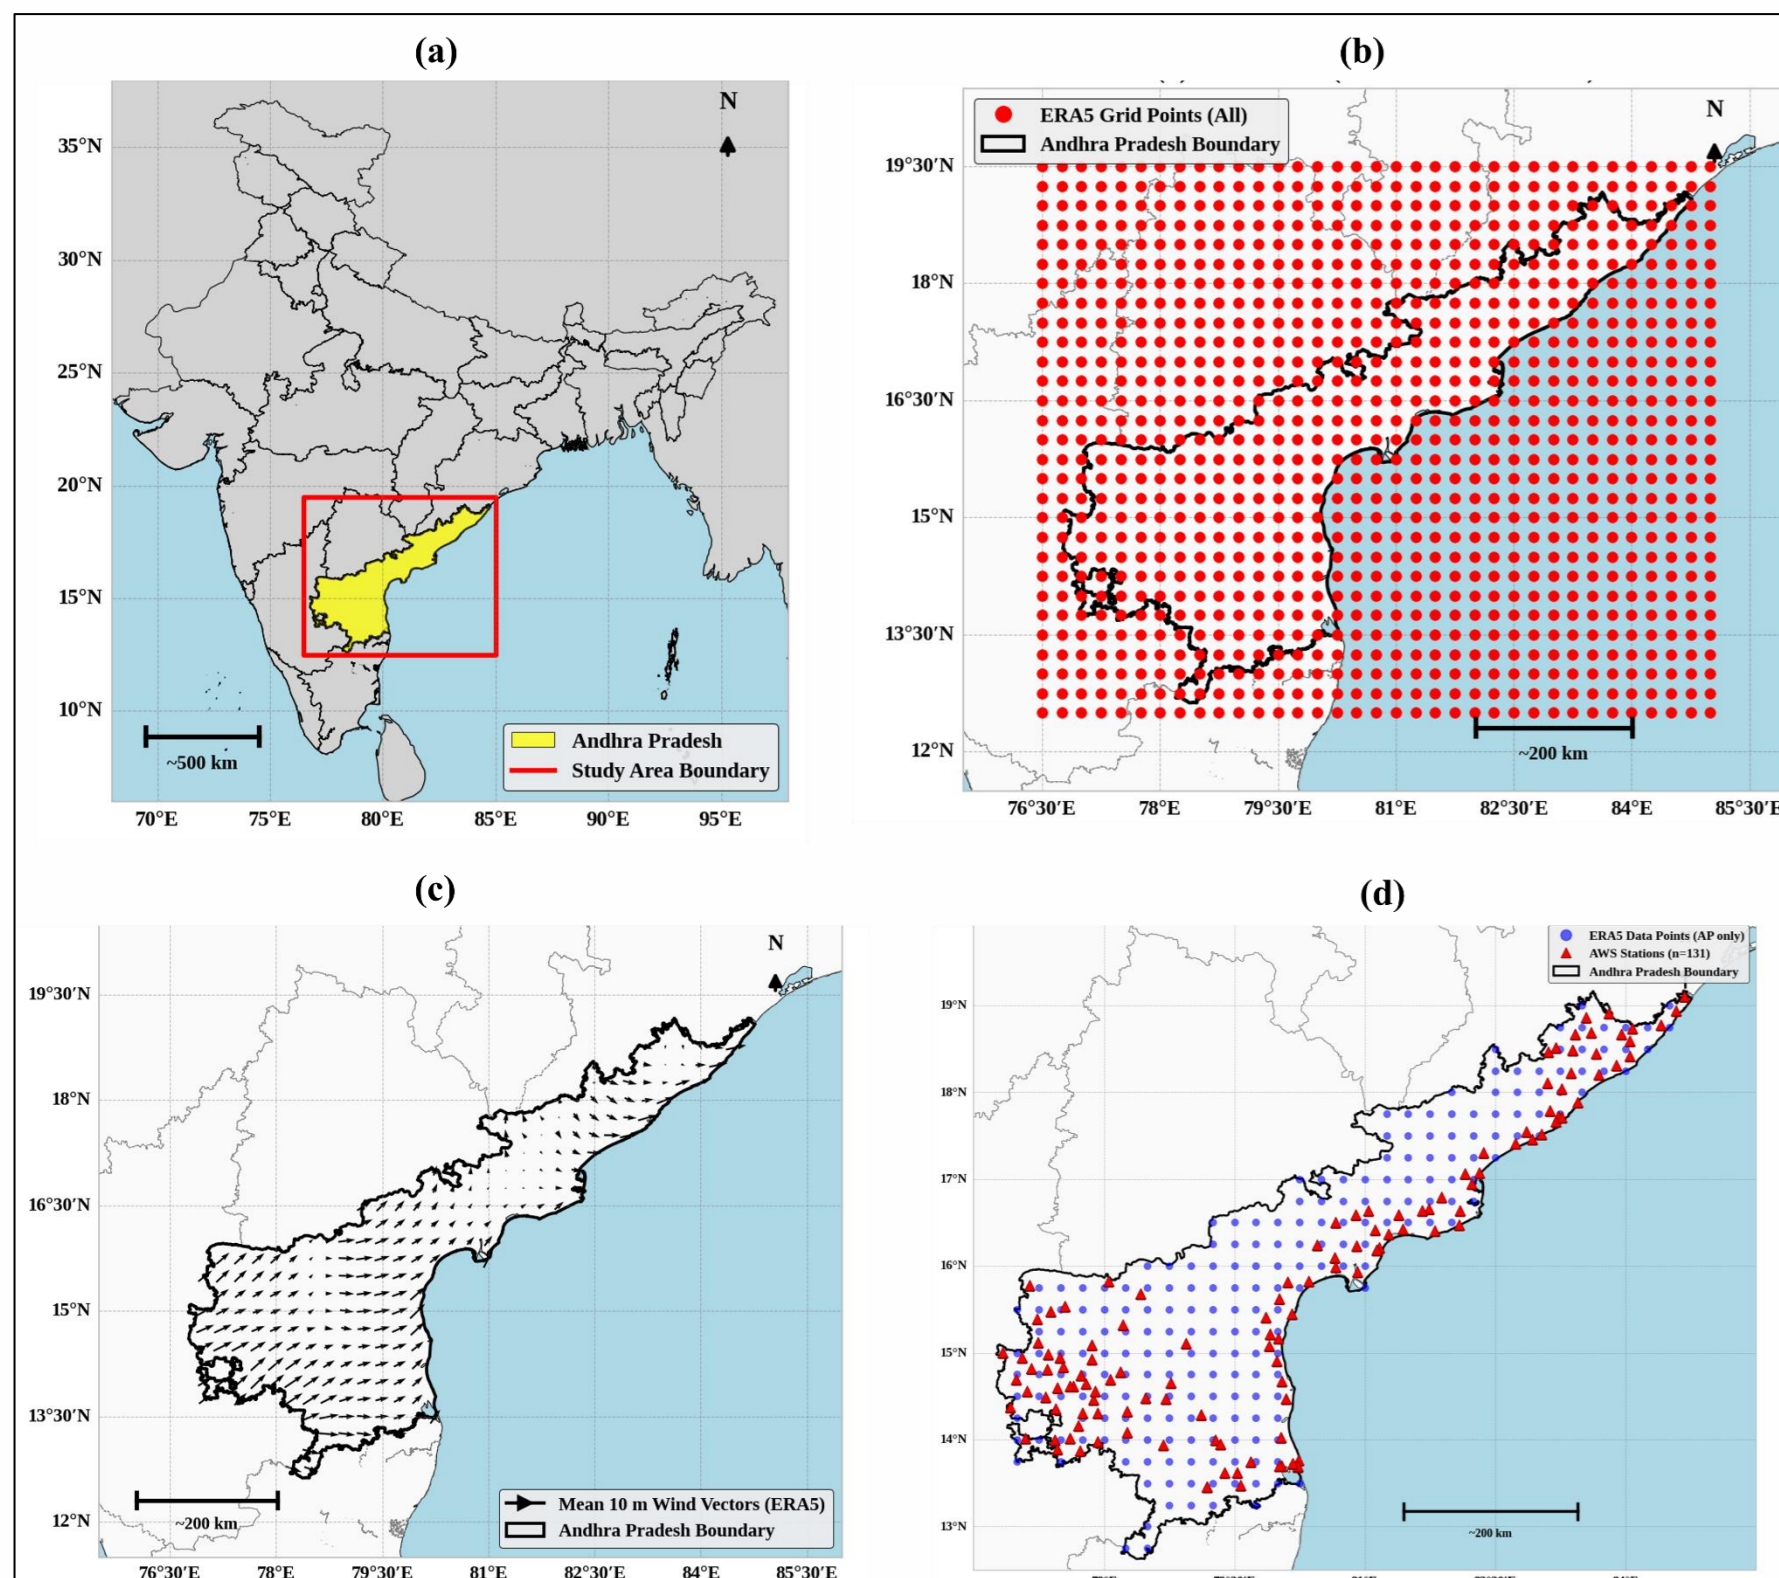 (a)
N
35°N
30°N
25°N
20°N
15°N
10°N
~500 km
Andhra Pradesh
Study Area Boundary
70°E 75°E 80°E 85°E 90°E 95°E
(b)
ERA5 Grid Points (All)
Andhra Pradesh Boundary
N
19°30′N
18°N
16°30′N
15°N
13°30′N
12°N
~200 km
76°30′E 78°E 79°30′E 81°E 82°30′E 84°E 85°30′E
(c)
N
19°30′N
18°N
16°30′N
15°N
13°30′N
12°N
~200 km
Mean 10 m Wind Vectors (ERA5)
Andhra Pradesh Boundary
76°30′E 78°E 79°30′E 81°E 82°30′E 84°E 85°30′E
(d)
ERA5 Data Points (AP only)
AWS Stations (n=131)
Andhra Pradesh Boundary
19°N
18°N
17°N
16°N
15°N
14°N
13°N
~200 km